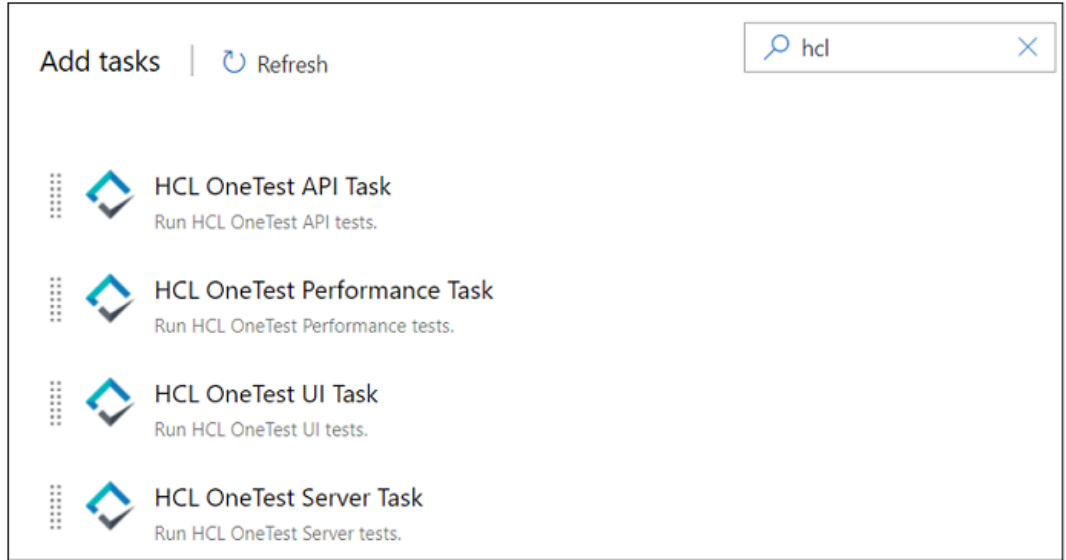 Add tasks
Refresh
hcl
HCL OneTest API Task
Run HCL OneTest API tests.
HCL OneTest Performance Task
Run HCL OneTest Performance tests.
HCL OneTest UI Task
Run HCL OneTest UI tests.
HCL OneTest Server Task
Run HCL OneTest Server tests.